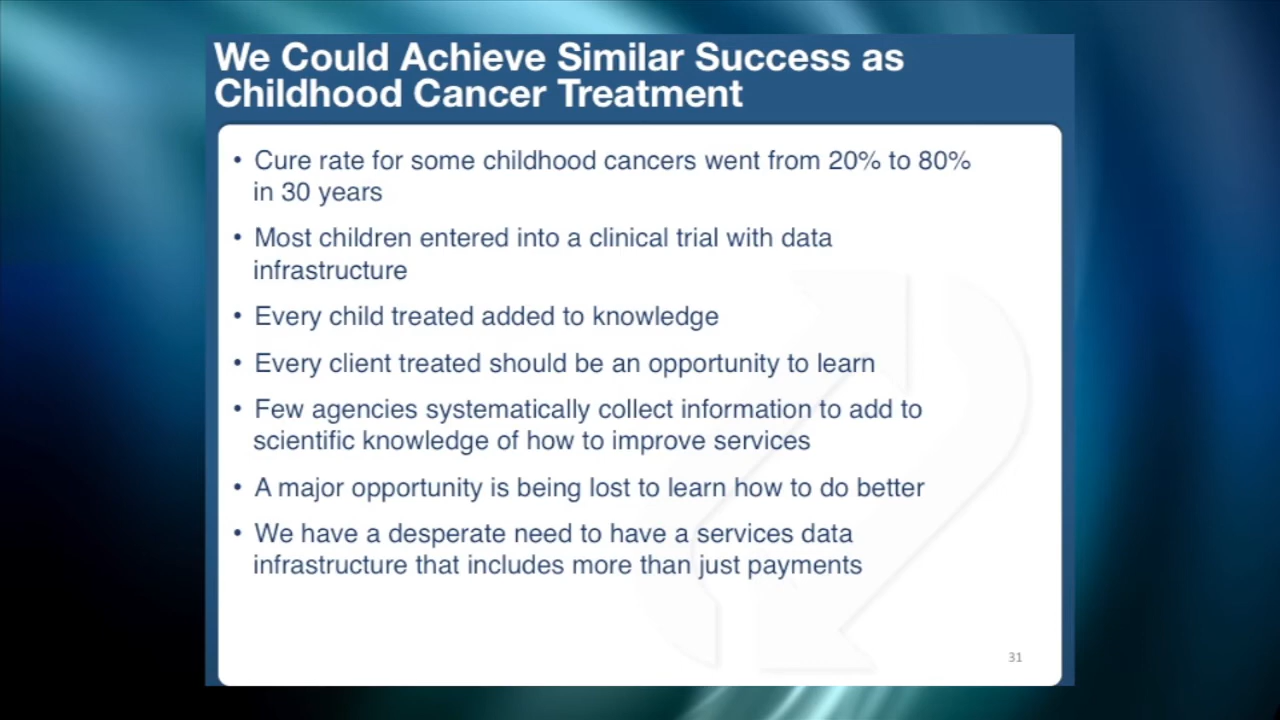 We Could Achieve Similar Success as
Childhood Cancer Treatment
• Cure rate for some childhood cancers went from 20% to 80%
in 30 years
• Most children entered into a clinical trial with data
infrastructure
• Every child treated added to knowledge
• Every client treated should be an opportunity to learn
• Few agencies systematically collect information to add to
scientific knowledge of how to improve services
• A major opportunity is being lost to learn how to do better
• We have a desperate need to have a services data
infrastructure that includes more than just payments
31